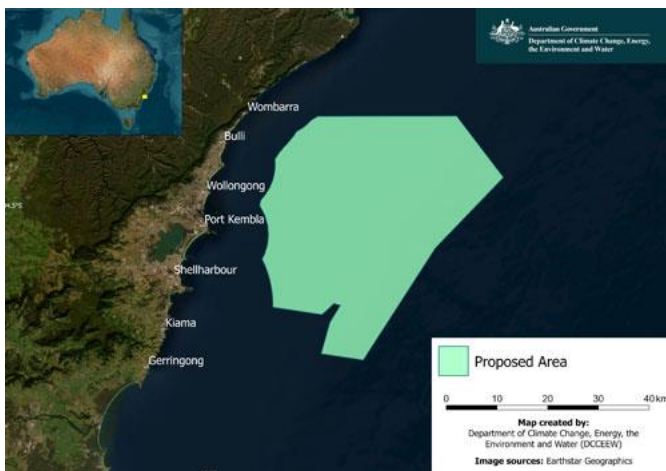 Australian Government
Department of Climate Change, Energy,
the Environment and Water
Wombarra
Bulli
Wollongong
34.5°S
Port Kembla
Shellharbour
Kiama
Gerringong
Proposed Area
0 10 20 30 40 km
Map created by:
Department of Climate Change, Energy, the
Environment and Water (DCCEEW)
Image sources: Earthstar Geographics